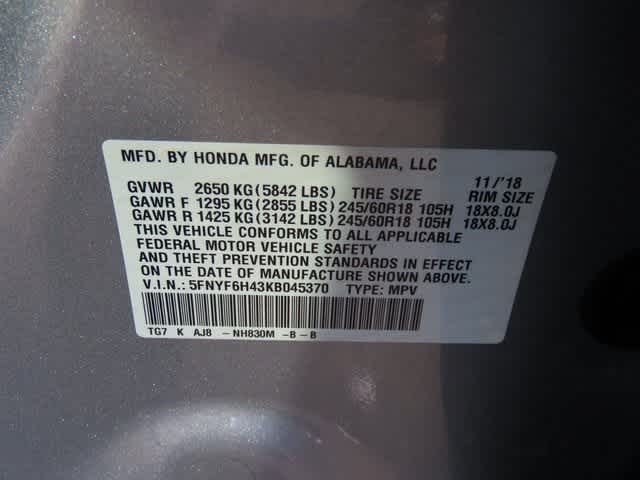 MFD. BY HONDA MFG. OF ALABAMA, LLC
11/'18
GVWR 2650 KG(5842 LBS) TIRE SIZE RIM SIZE
GAWR F 1295 KG(2855 LBS) 245/60R18 105H 18X8.0J
GAWR R 1425 KG(3142 LBS) 245/60R18 105H 18X8.0J
THIS VEHICLE CONFORMS TO ALL APPLICABLE
FEDERAL MOTOR VEHICLE SAFETY
AND THEFT PREVENTION STANDARDS IN EFFECT
ON THE DATE OF MANUFACTURE SHOWN ABOVE.
V.I.N.: 5FNYF6H43KB045370 TYPE: MPV
TG7 K AJ8 -NH830M -B-B